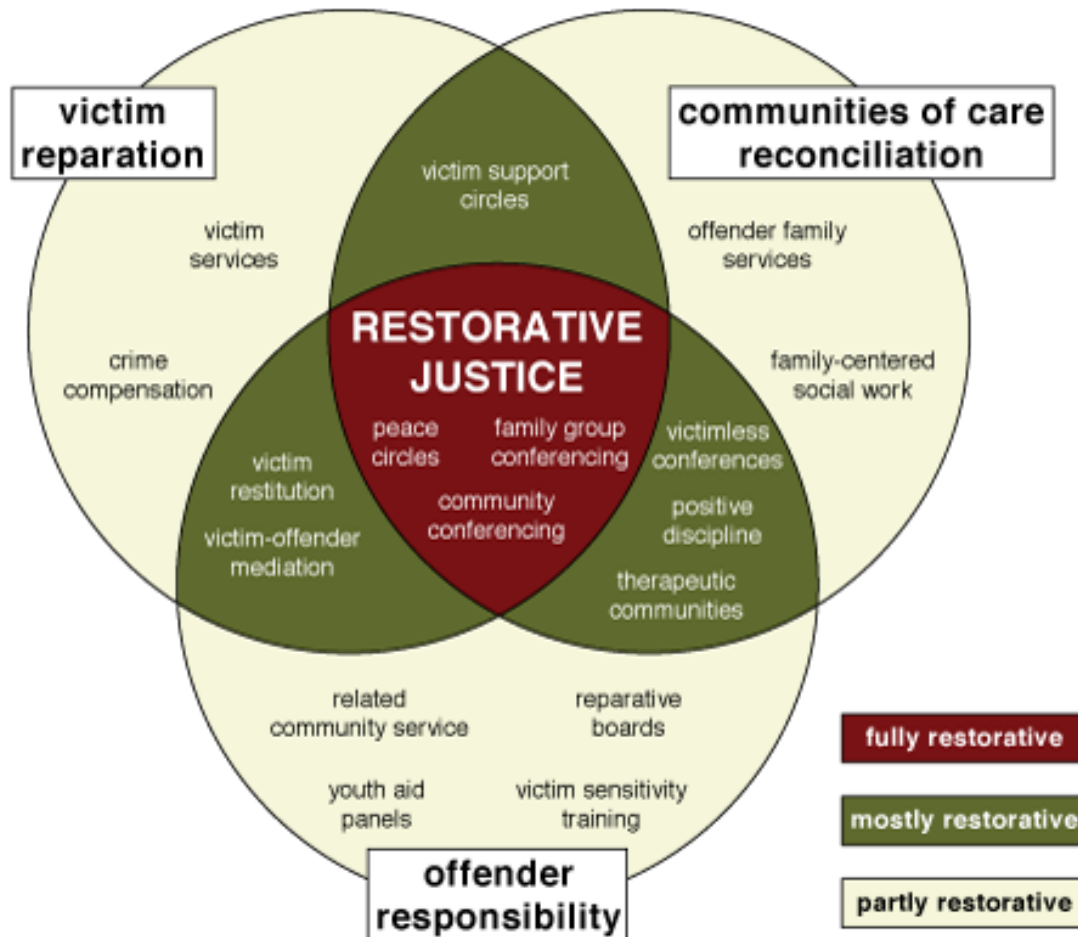 victim
reparation
communities of care
reconciliation
victim support
circles
victim
services
offender family
services
RESTORATIVE
JUSTICE
crime
compensation
family-centered
social work
peace
circles
family group
conferencing
victimless
conferences
victim
restitution
community
conferencing
positive
discipline
victim-offender
mediation
therapeutic
communities
related
community service
reparative
boards
youth aid
panels
victim sensitivity
training
offender
responsibility
fully restorative
mostly restorative
partly restorative